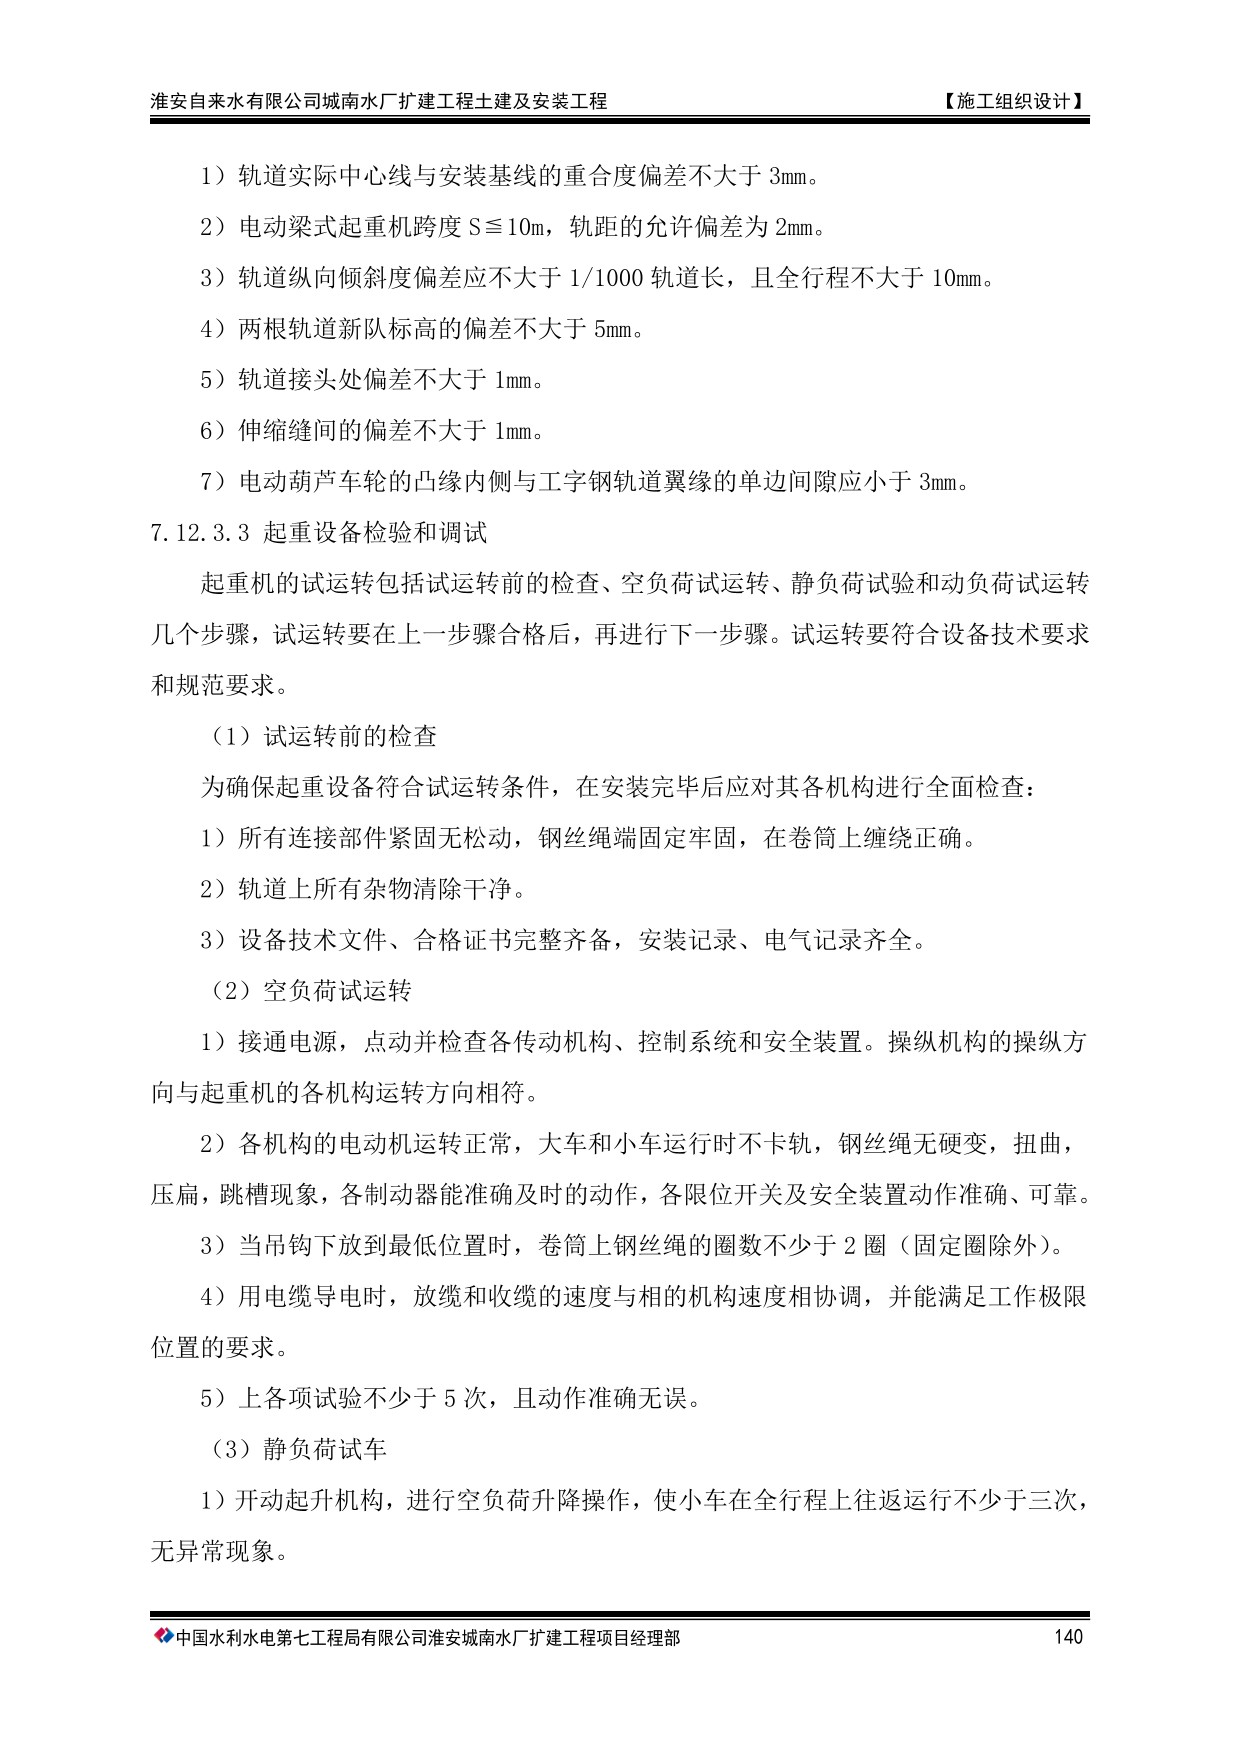 淮安自来水有限公司城南水厂扩建工程土建及安装工程 【施工组织设计】
1）轨道实际中心线与安装基线的重合度偏差不大于 3mm。
2）电动梁式起重机跨度 S≦10m，轨距的允许偏差为 2mm。
3）轨道纵向倾斜度偏差应不大于 1/1000 轨道长，且全行程不大于 10mm。
4）两根轨道新队标高的偏差不大于 5mm。
5）轨道接头处偏差不大于 1mm。
6）伸缩缝间的偏差不大于 1mm。
7）电动葫芦车轮的凸缘内侧与工字钢轨道翼缘的单边间隙应小于 3mm。
7.12.3.3 起重设备检验和调试
起重机的试运转包括试运转前的检查、空负荷试运转、静负荷试验和动负荷试运转
几个步骤，试运转要在上一步骤合格后，再进行下一步骤。试运转要符合设备技术要求
和规范要求。
（1）试运转前的检查
为确保起重设备符合试运转条件，在安装完毕后应对其各机构进行全面检查：
1）所有连接部件紧固无松动，钢丝绳端固定牢固，在卷筒上缠绕正确。
2）轨道上所有杂物清除干净。
3）设备技术文件、合格证书完整齐备，安装记录、电气记录齐全。
（2）空负荷试运转
1）接通电源，点动并检查各传动机构、控制系统和安全装置。操纵机构的操纵方
向与起重机的各机构运转方向相符。
2）各机构的电动机运转正常，大车和小车运行时不卡轨，钢丝绳无硬变，扭曲，
压扁，跳槽现象，各制动器能准确及时的动作，各限位开关及安全装置动作准确、可靠。
3）当吊钩下放到最低位置时，卷筒上钢丝绳的圈数不少于 2 圈（固定圈除外）。
4）用电缆导电时，放缆和收缆的速度与相的机构速度相协调，并能满足工作极限
位置的要求。
5）上各项试验不少于 5 次，且动作准确无误。
（3）静负荷试车
1）开动起升机构，进行空负荷升降操作，使小车在全行程上往返运行不少于三次，
无异常现象。
中国水利水电第七工程局有限公司淮安城南水厂扩建工程项目经理部 140